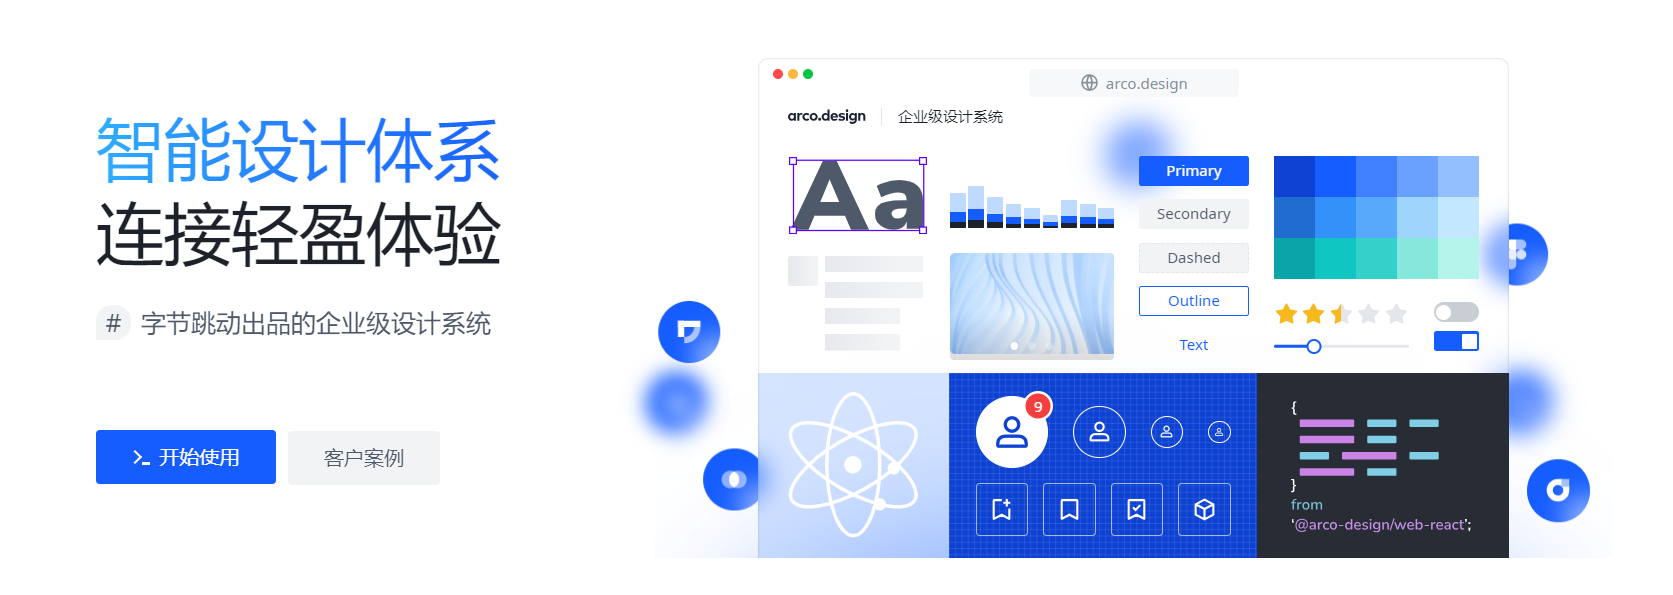 智能设计体系
连接轻盈体验
# 字节跳动出品的企业级设计系统
开始使用
客户案例
arco.design
arco.design
企业级设计系统
Aa
Primary
Secondary
Dashed
Outline
Text
9
{
}
from
‘@arco-design/web-react’;